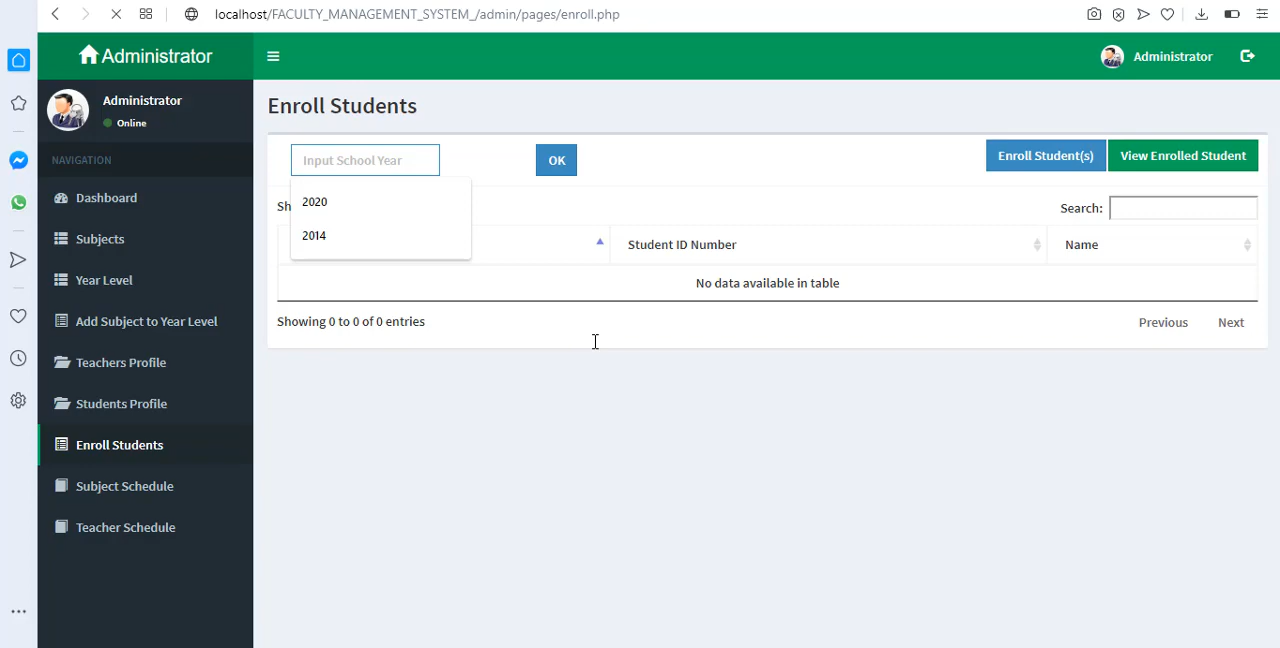 localhost/FACULTY_MANAGEMENT_SYSTEM_/admin/pages/enroll.php
Administrator
Administrator
Administrator
Online
NAVIGATION
Dashboard
Subjects
Year Level
Add Subject to Year Level
Teachers Profile
Students Profile
Enroll Students
Subject Schedule
Teacher Schedule
Enroll Students
Input School Year
OK
Enroll Student(s)
View Enrolled Student
2020
2014
Sh
Search:
Student ID Number
Name
No data available in table
Showing 0 to 0 of 0 entries
Previous
Next